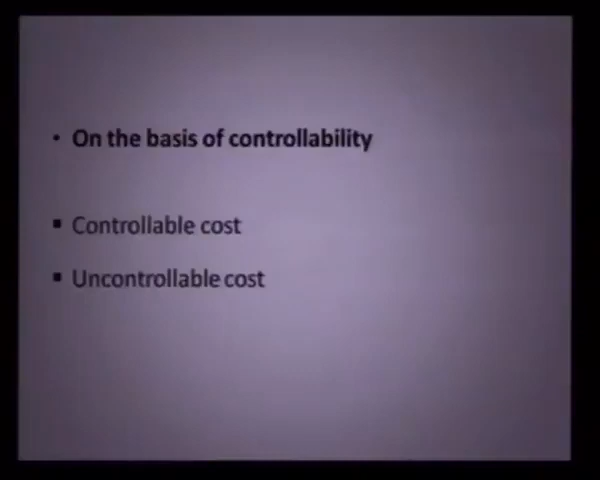 • On the basis of controllability
▪ Controllable cost
▪ Uncontrollable cost